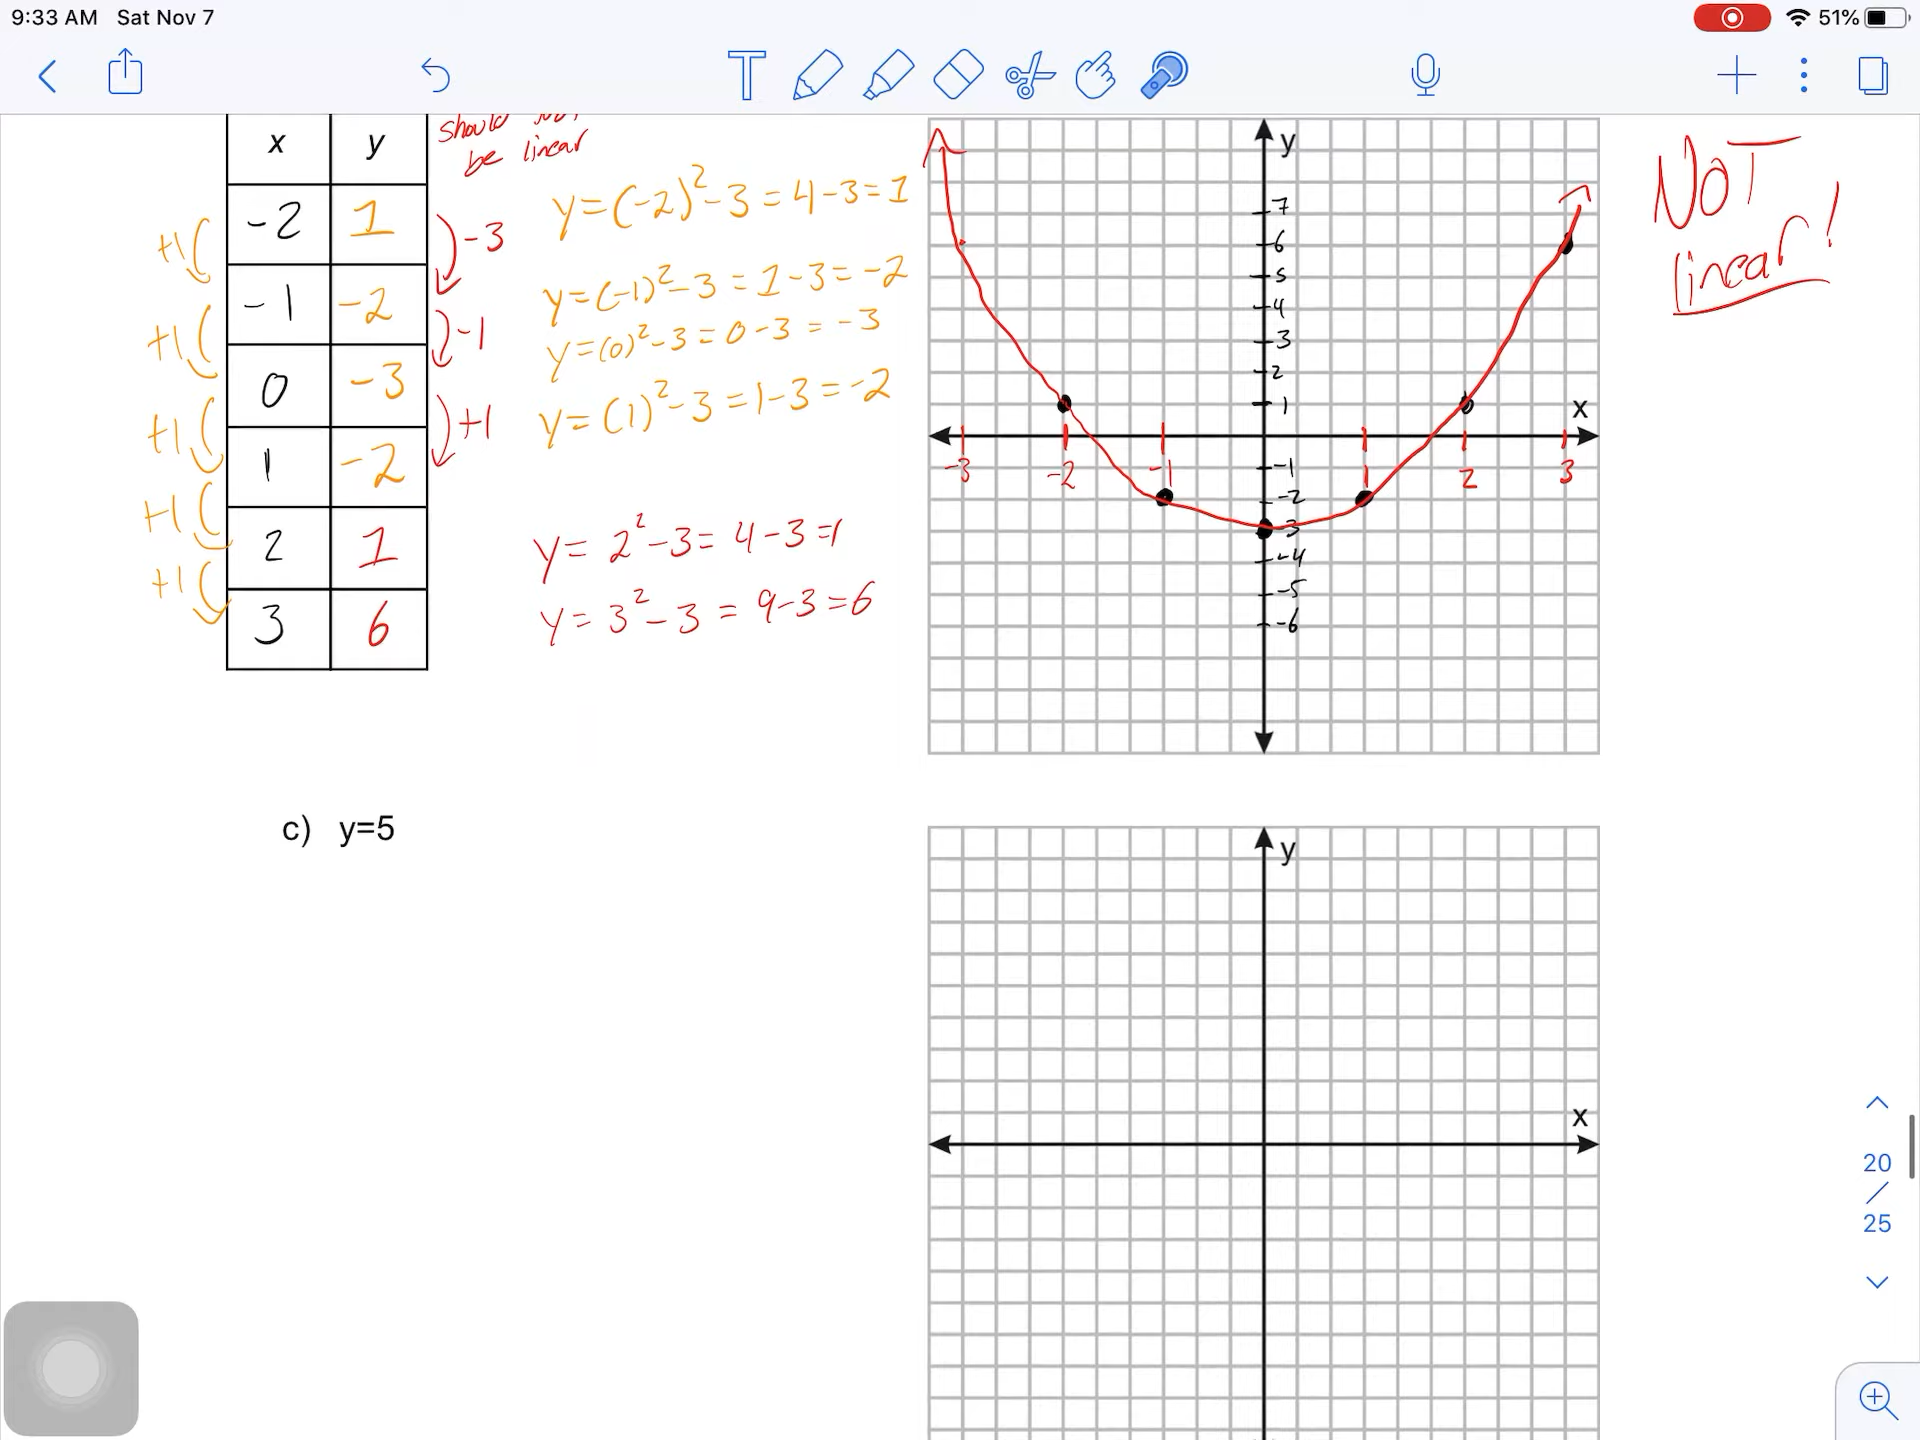 9:33 AM Sat Nov 7
51%
T
should
be linear
x y
-2 1
-1 -2
0 -3
1 -2
2 1
3 6
+1
+1
+1
+1
+1
-3
-1
+1
y=(-2)²-3=4-3=1
y=(-1)²-3=1-3=-2
y=(0)²-3=0-3=-3
y=(1)²-3=1-3=-2
y=2²-3=4-3=1
y=3²-3=9-3=6
y
7
6
5
4
3
2
1
x
-3 -2 -1 1 2 3
-1
-2
-3
-4
-5
-6
NOT
linear!
c) y=5
y
x
20
/
25